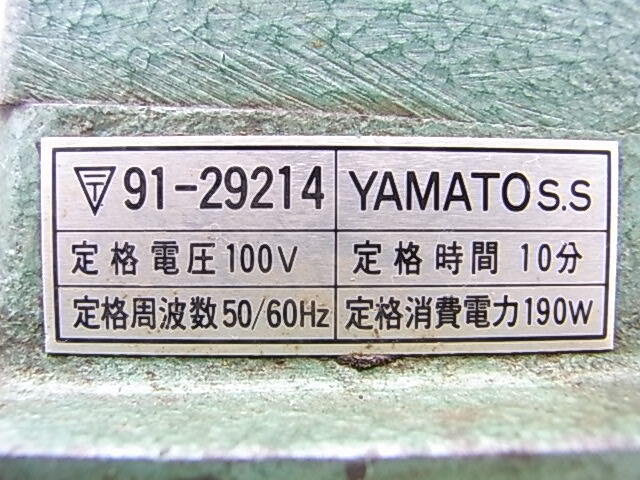 〒91-29214 YAMATO S.S
定格電圧100V 定格時間 10分
定格周波数50/60Hz 定格消費電力190W